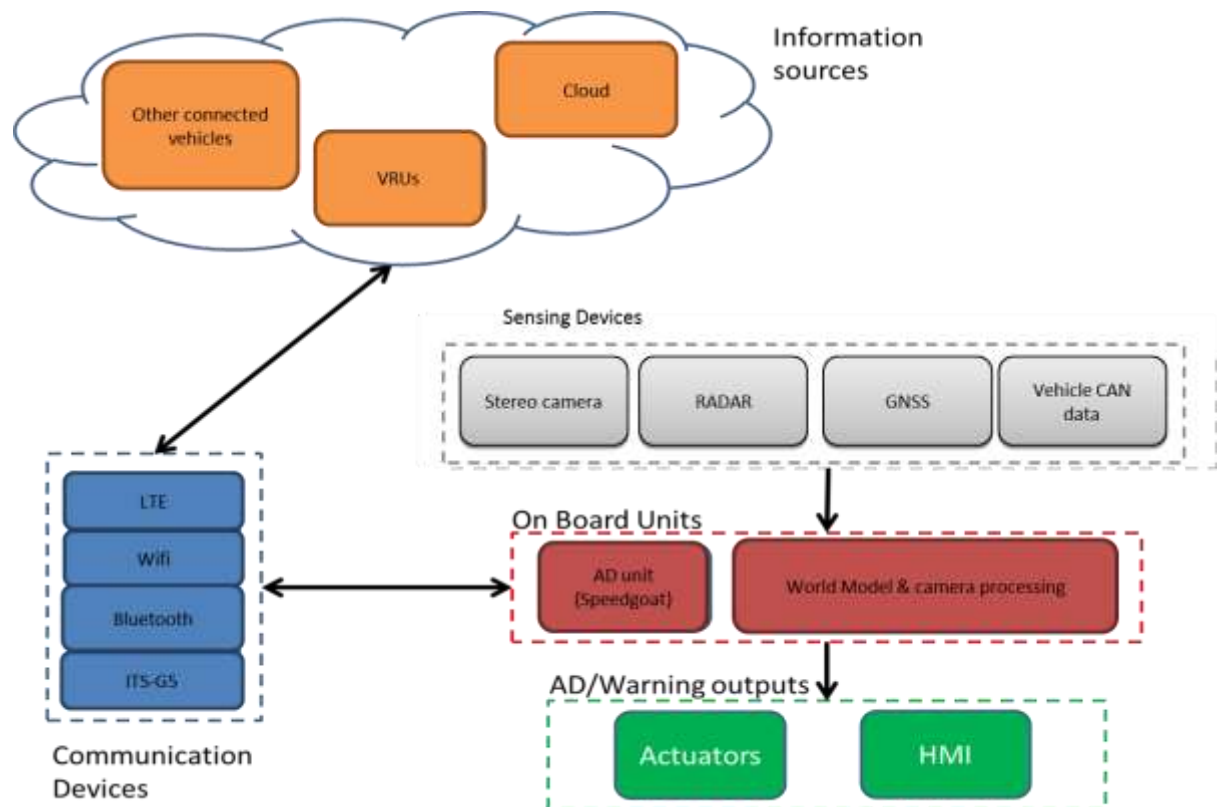 Information
sources
Other connected
vehicles
Cloud
VRUs
Sensing Devices
Stereo camera
RADAR
GNSS
Vehicle CAN
data
LTE
Wifi
Bluetooth
ITS-G5
Communication
Devices
On Board Units
AD unit
(Speedgoat)
World Model & camera processing
AD/Warning outputs
Actuators
HMI